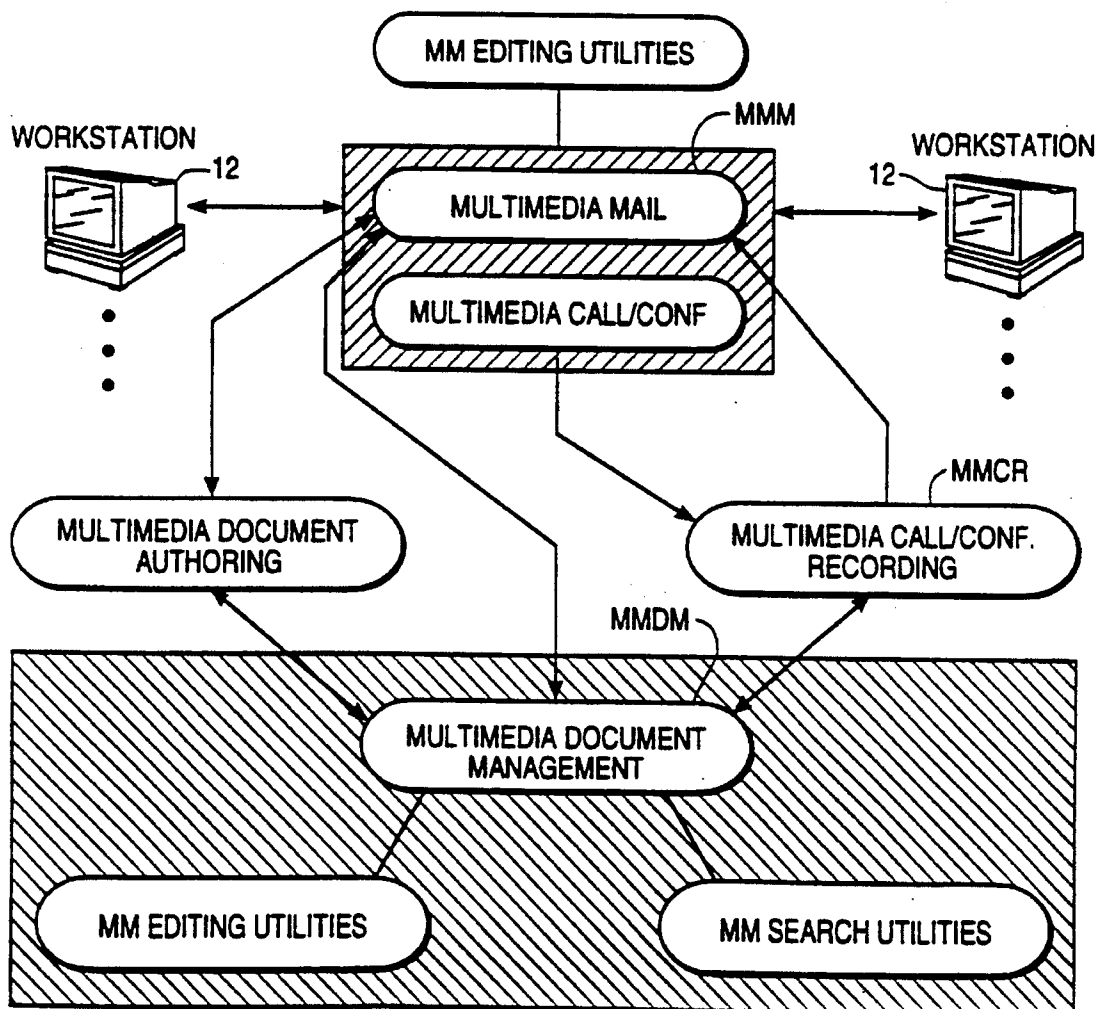 MM EDITING UTILITIES
MMM
WORKSTATION
12
WORKSTATION
12
MULTIMEDIA MAIL
MULTIMEDIA CALL/CONF
MMCR
MULTIMEDIA DOCUMENT
AUTHORING
MULTIMEDIA CALL/CONF.
RECORDING
MMDM
MULTIMEDIA DOCUMENT
MANAGEMENT
MM EDITING UTILITIES
MM SEARCH UTILITIES